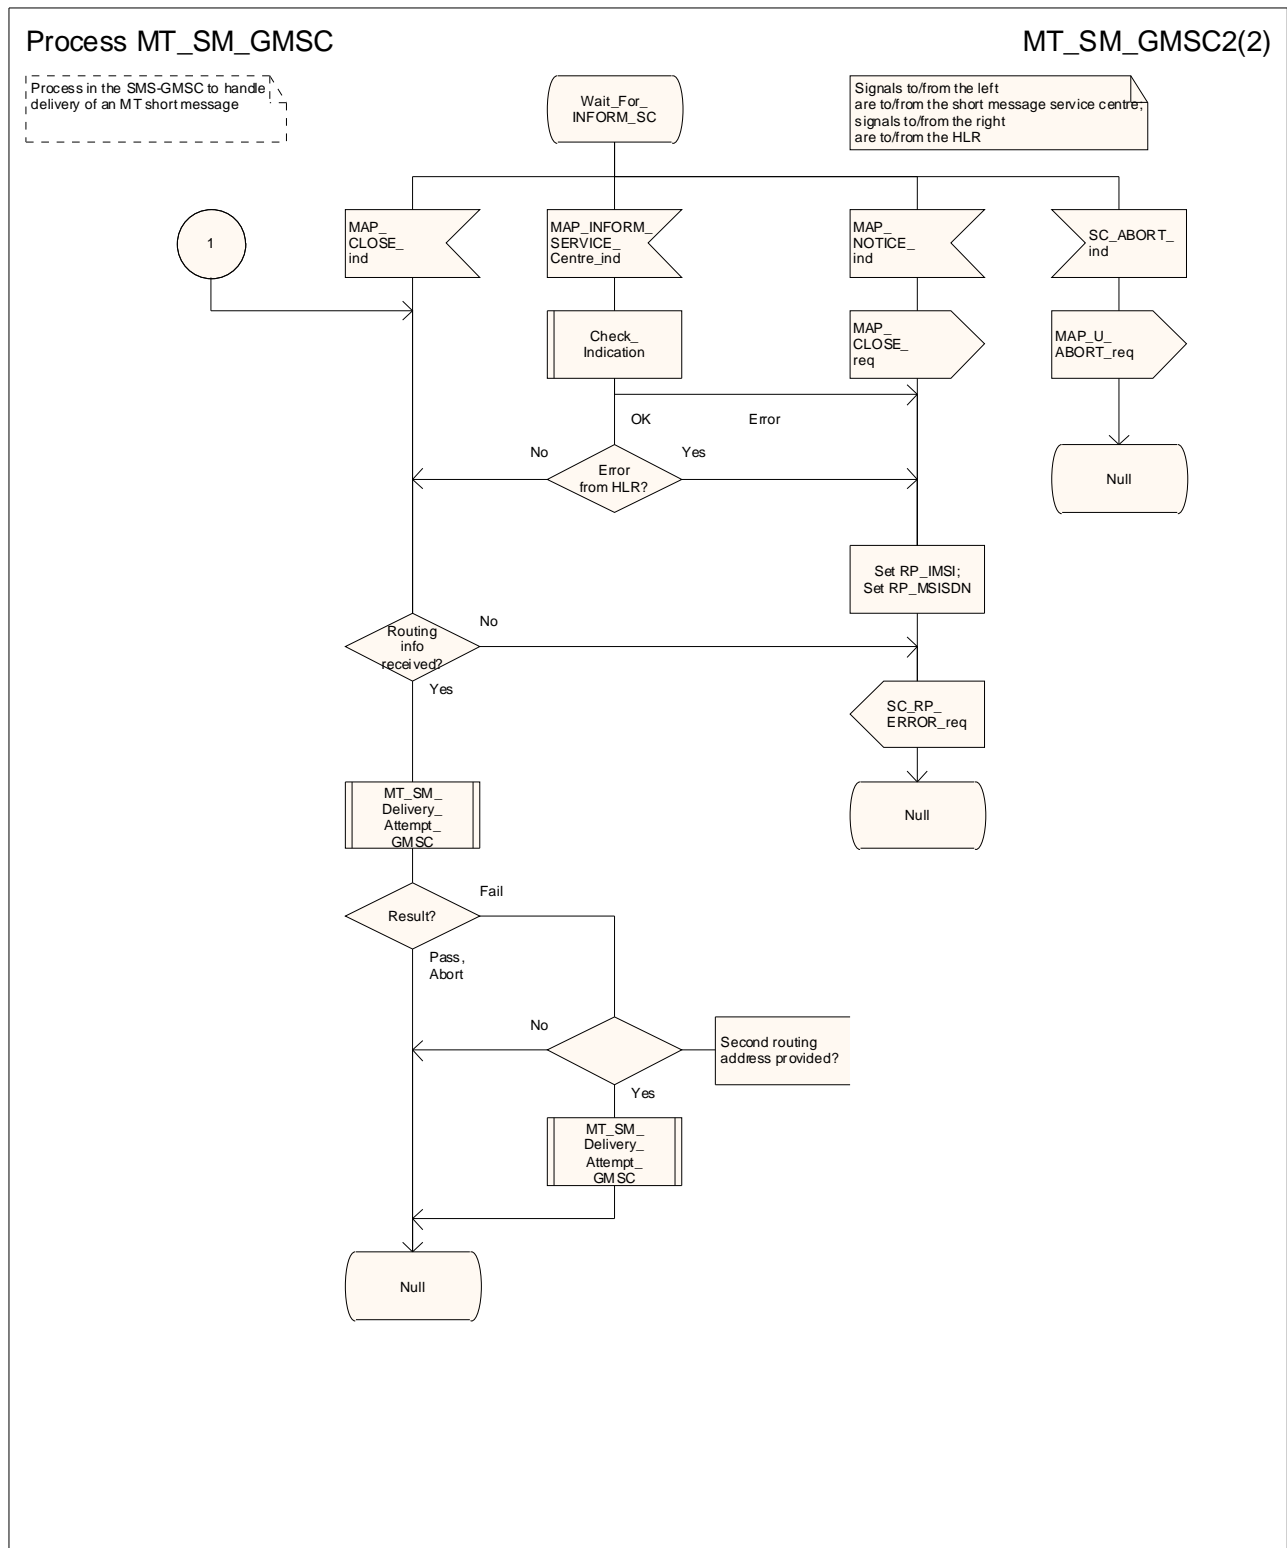 Process MT_SM_GMSC
MT_SM_GMSC2(2)
Process in the SMS-GMSC to handle
delivery of an MT short message
Wait_For_
INFORM_SC
Signals to/from the left
are to/from the short message service centre;
signals to/from the right
are to/from the HLR
1
MAP_
CLOSE_
ind
MAP_INFORM_
SERVICE_
Centre_ind
MAP_
NOTICE_
ind
SC_ABORT_
ind
Check_
Indication
MAP_
CLOSE_
req
MAP_U_
ABORT_req
OK
Error
No
Yes
Error
from HLR?
Null
Set RP_IMSI;
Set RP_MSISDN
Routing
info
received?
No
Yes
SC_RP_
ERROR_req
Null
MT_SM_
Delivery_
Attempt_
GMSC
Result?
Fail
Pass,
Abort
No
Second routing
address provided?
Yes
MT_SM_
Delivery_
Attempt_
GMSC
Null